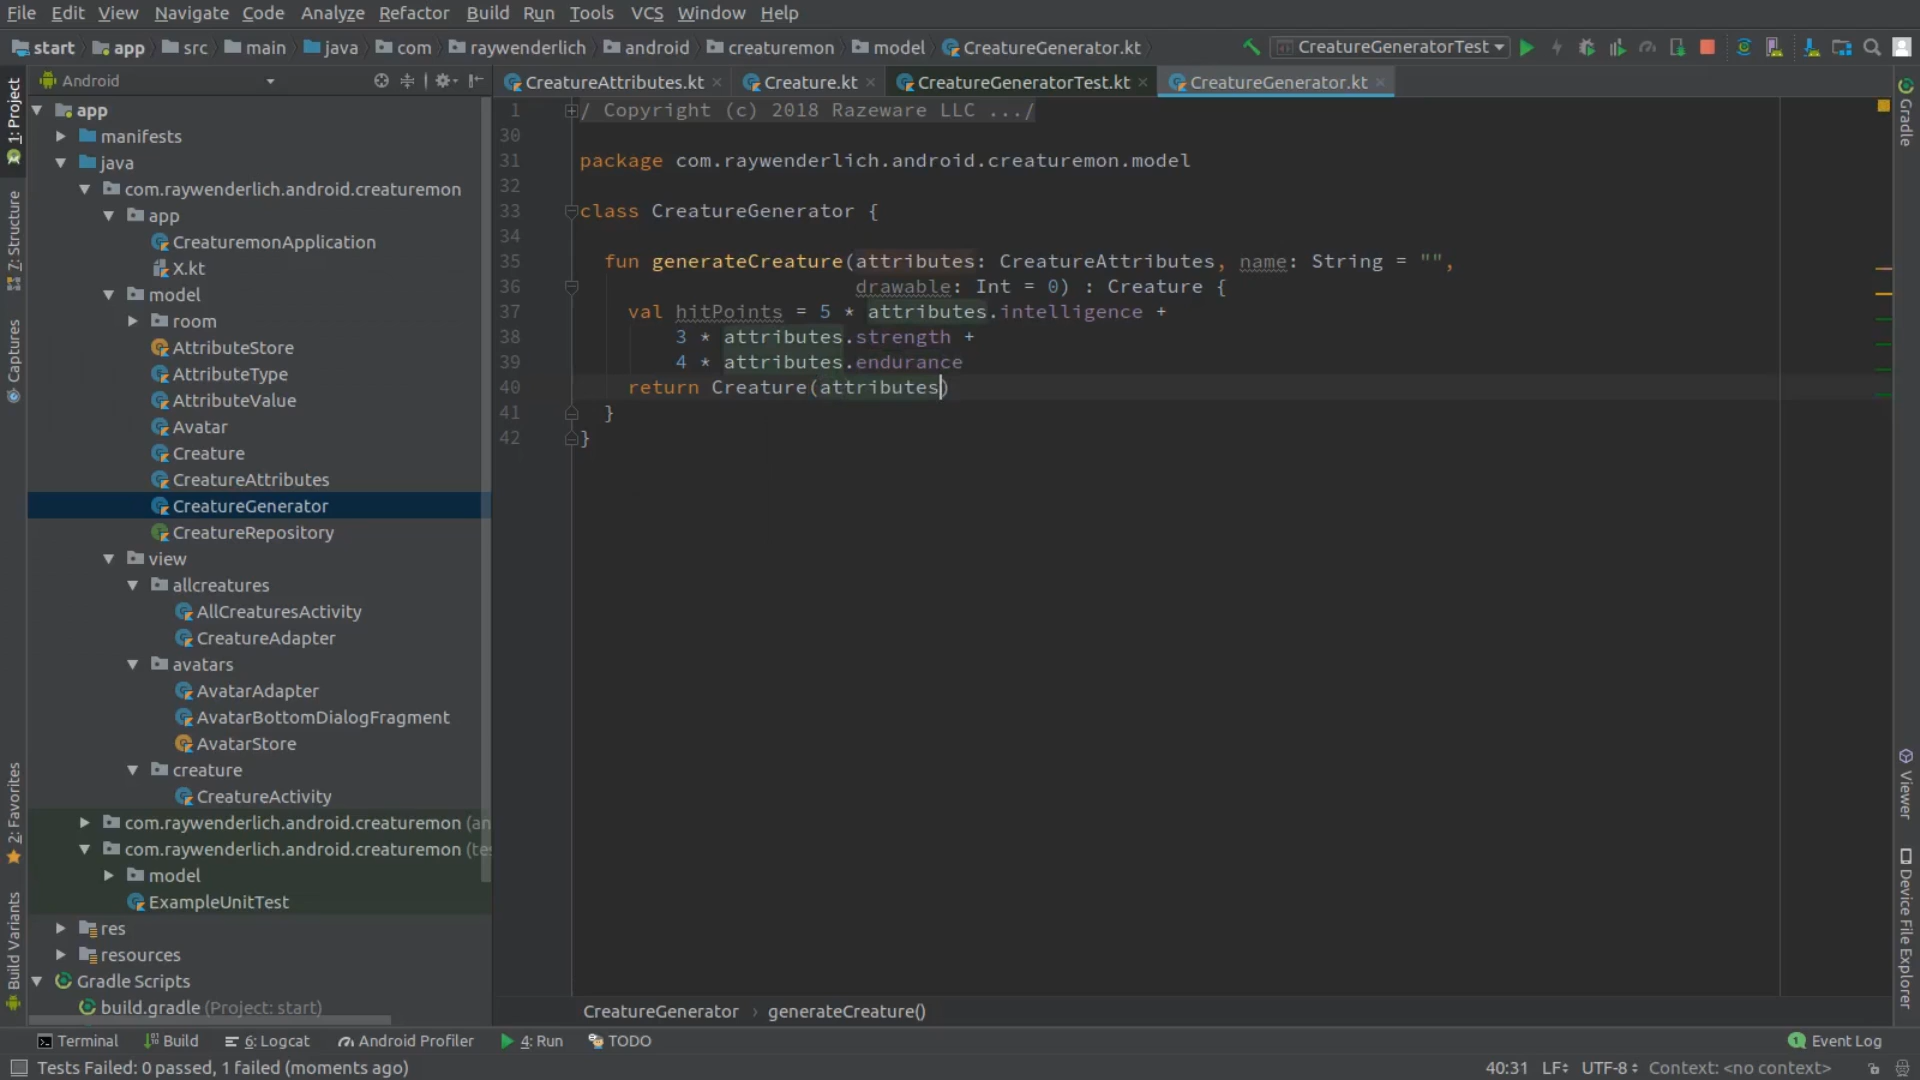 File Edit View Navigate Code Analyze Refactor Build Run Tools VCS Window Help
start app src main java com raywenderlich android creaturemon model CreatureGenerator.kt CreatureGeneratorTest
Android
CreatureAttributes.kt Creature.kt CreatureGeneratorTest.kt CreatureGenerator.kt
1: Project
7: Structure
Captures
2: Favorites
Build Variants
app
manifests
java
com.raywenderlich.android.creaturemon
app
CreaturemonApplication
X.kt
model
room
AttributeStore
AttributeType
AttributeValue
Avatar
Creature
CreatureAttributes
CreatureGenerator
CreatureRepository
view
allcreatures
AllCreaturesActivity
CreatureAdapter
avatars
AvatarAdapter
AvatarBottomDialogFragment
AvatarStore
creature
CreatureActivity
com.raywenderlich.android.creaturemon (an
com.raywenderlich.android.creaturemon (te
model
ExampleUnitTest
res
resources
Gradle Scripts
build.gradle (Project: start)
1 / Copyright (c) 2018 Razeware LLC .../
30
31 package com.raywenderlich.android.creaturemon.model
32
33 class CreatureGenerator {
34
35 fun generateCreature(attributes: CreatureAttributes, name: String = "",
36 drawable: Int = 0) : Creature {
37 val hitPoints = 5 * attributes.intelligence +
38 3 * attributes.strength +
39 4 * attributes.endurance
40 return Creature(attributes)
41 }
42 }
Gradle
Viewer
Device File Explorer
CreatureGenerator › generateCreature()
Terminal Build 6: Logcat Android Profiler 4: Run TODO 1 Event Log
Tests Failed: 0 passed, 1 failed (moments ago) 40:31 LF UTF-8 Context: <no context>